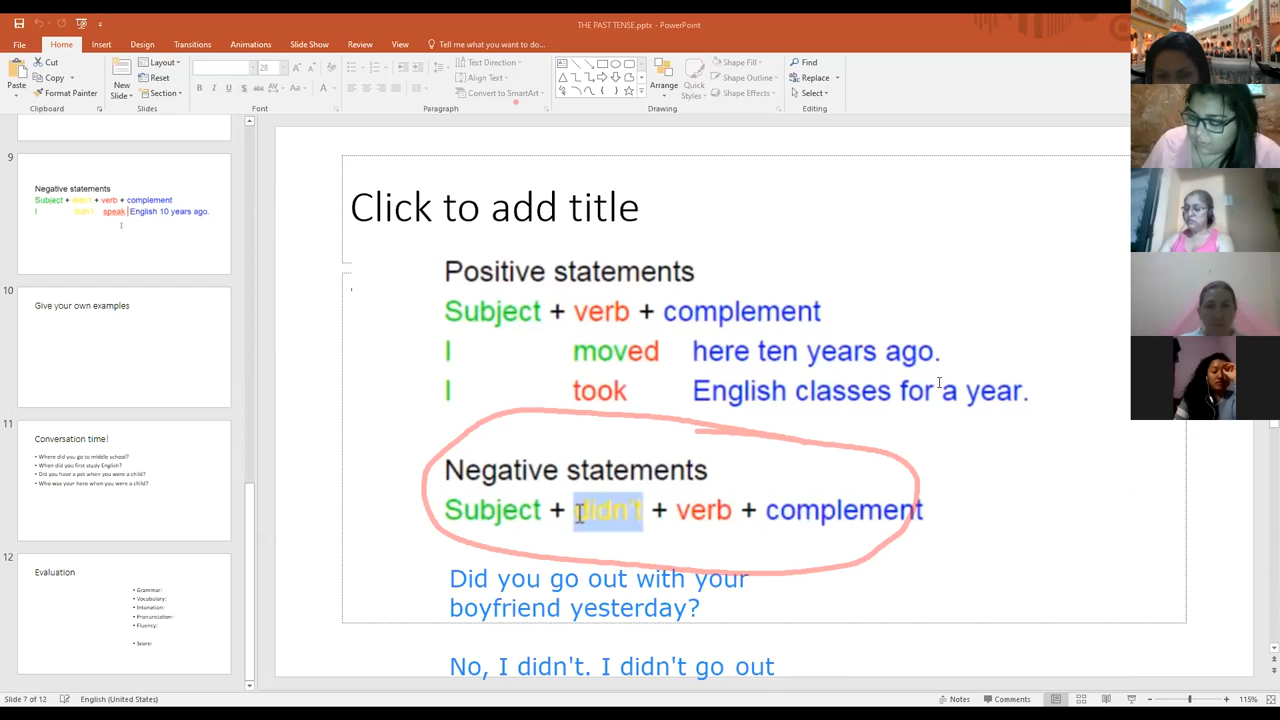 THE PAST TENSE.pptx - PowerPoint
File Home Insert Design Transitions Animations Slide Show Review View Tell me what you want to do...
Cut
Copy
Format Painter
Paste
Clipboard
New
Slide
Layout
Reset
Section
Slides
28
Font
Text Direction
Align Text
Convert to SmartArt
Paragraph
Arrange
Quick
Styles
Shape Fill
Shape Outline
Shape Effects
Drawing
Find
Replace
Select
Editing
9
Negative statements
Subject + didn't + verb + complement
I didn't speak English 10 years ago.
10
Give your own examples
11
Conversation time!
• Where did you go to middle school?
• When did you first study English?
• Did you have a pet when you were a child?
• Who was your hero when you were a child?
12
Evaluation
• Grammar:
• Vocabulary:
• Intonation:
• Pronunciation:
• Fluency:
• Score:
Click to add title
Positive statements
Subject + verb + complement
I moved here ten years ago.
I took English classes for a year.
Negative statements
Subject + didn't + verb + complement
Did you go out with your
boyfriend yesterday?
No, I didn't. I didn't go out
Slide 7 of 12 English (United States) Notes Comments 115%